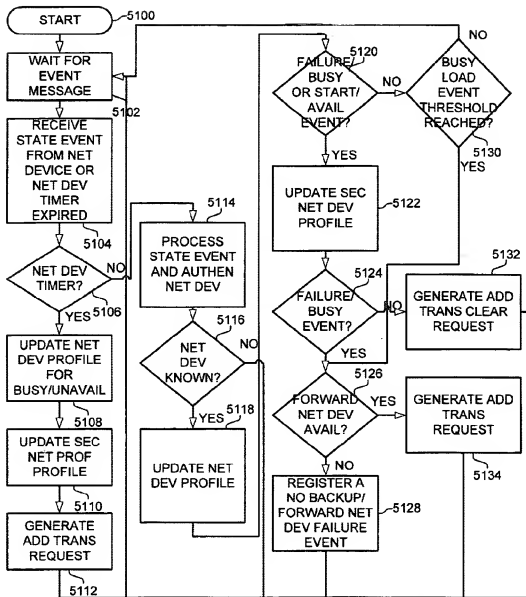 START
5100
WAIT FOR
EVENT
MESSAGE
5102
RECEIVE
STATE EVENT
FROM NET
DEVICE OR
NET DEV
TIMER
EXPIRED
5104
NET DEV
TIMER?
NO
5106
YES
UPDATE NET
DEV PROFILE
FOR
BUSY/UNAVAIL
5108
UPDATE SEC
NET PROF
PROFILE
5110
GENERATE
ADD TRANS
REQUEST
5112
5114
PROCESS
STATE EVENT
AND AUTHEN
NET DEV
5116
NET
DEV
KNOWN?
NO
YES
5118
UPDATE NET
DEV PROFILE
5120
FAILURE/
BUSY
OR START/
AVAIL
EVENT?
NO
YES
UPDATE SEC
NET DEV
PROFILE
5122
5124
FAILURE/
BUSY
EVENT?
NO
YES
5126
FORWARD
NET DEV
AVAIL?
YES
NO
REGISTER A
NO BACKUP/
FORWARD NET
DEV FAILURE
EVENT
5128
NO
BUSY
LOAD
EVENT
THRESHOLD
REACHED?
5130
YES
5132
GENERATE ADD
TRANS CLEAR
REQUEST
GENERATE ADD
TRANS
REQUEST
5134